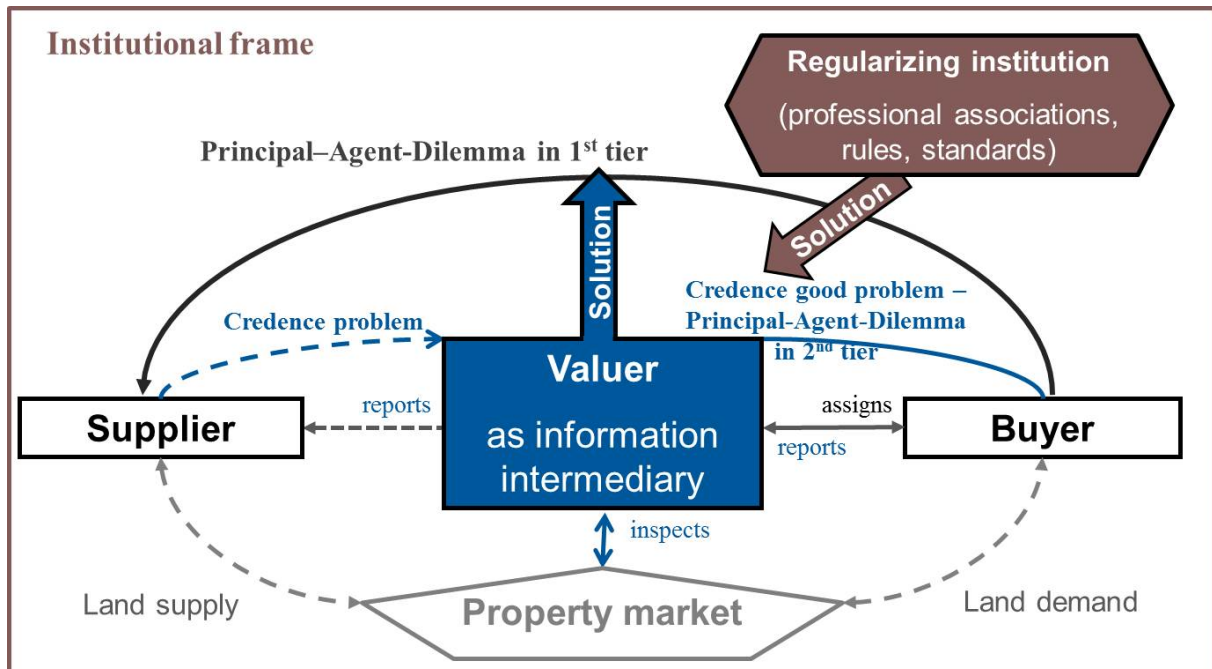 Institutional frame
Regularizing institution
(professional associations,
rules, standards)
Principal–Agent-Dilemma in 1st tier
Solution
Solution
Credence good problem –
Principal-Agent-Dilemma
in 2nd tier
Credence problem
Valuer
as information
intermediary
Supplier
reports
assigns
reports
Buyer
inspects
Land supply
Property market
Land demand